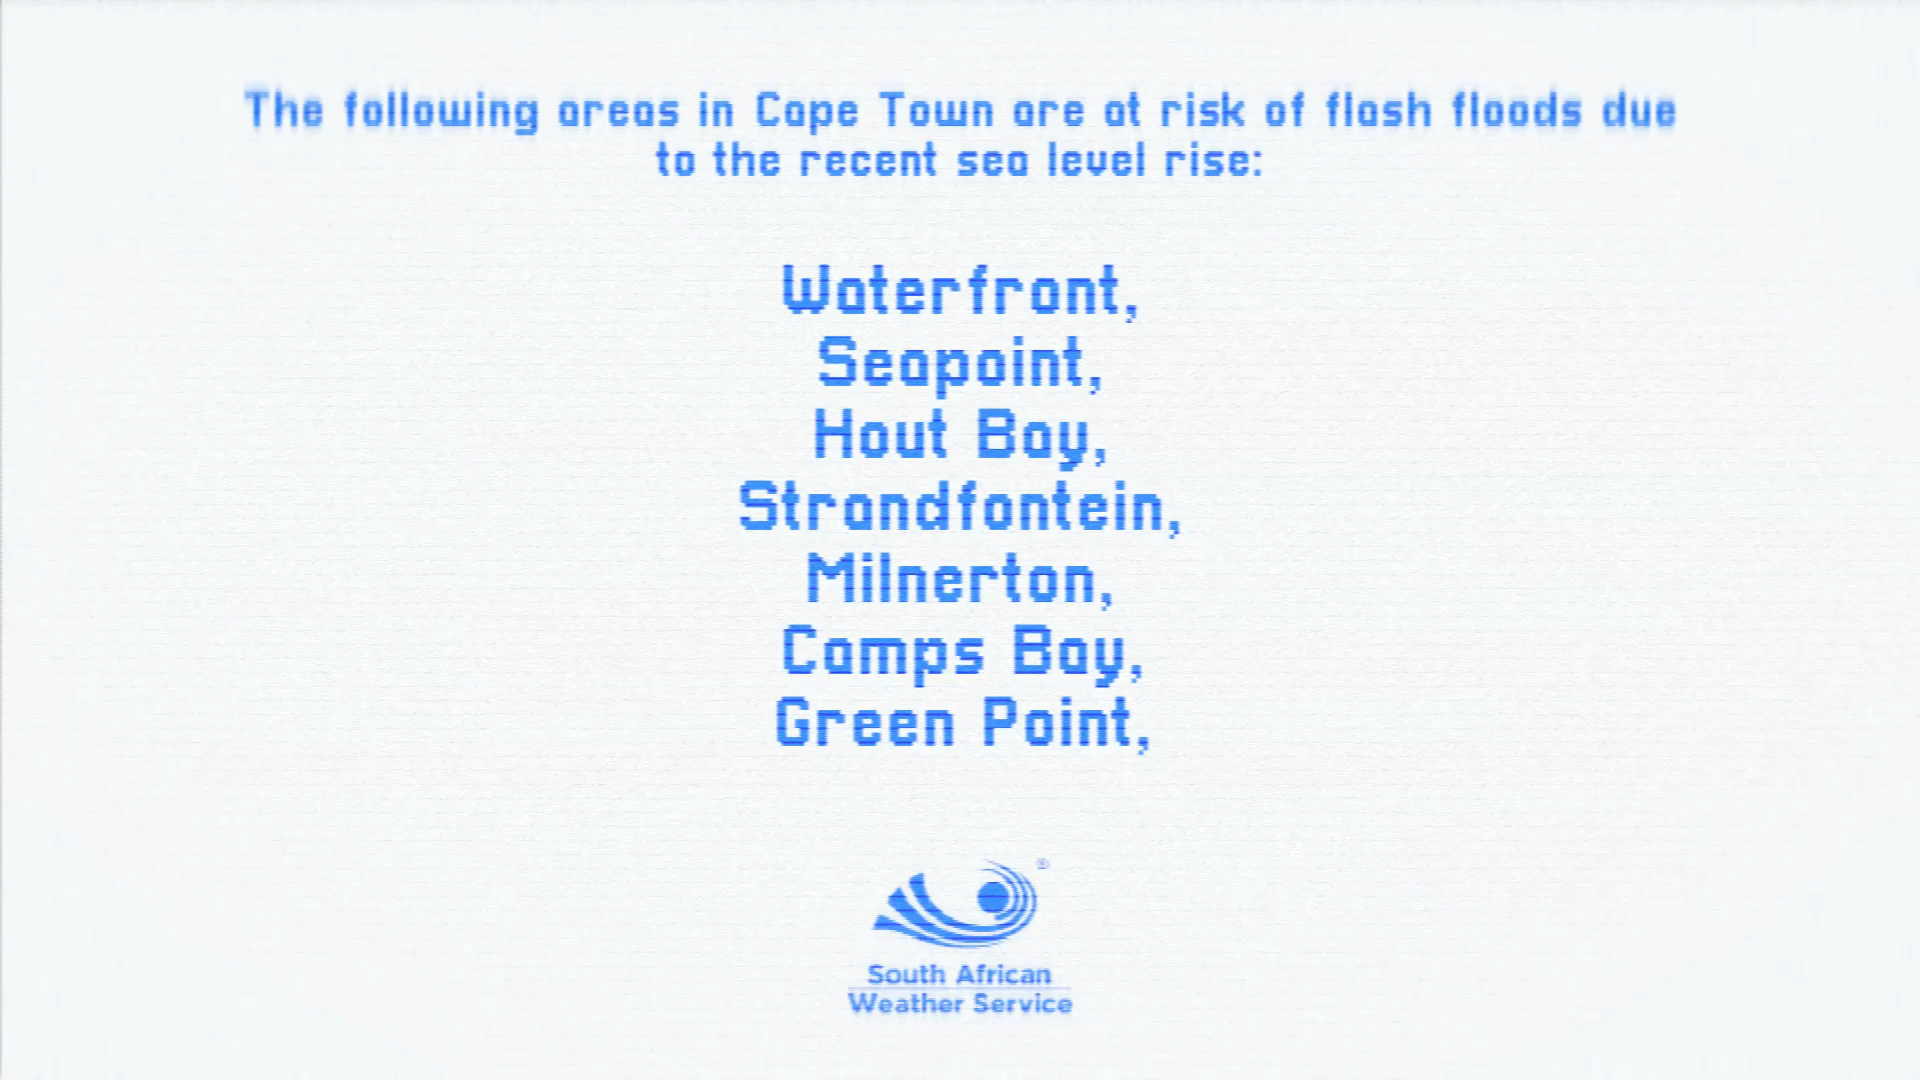 The following areas in Cape Town are at risk of flash floods due
to the recent sea level rise:
Waterfront,
Seapoint,
Hout Bay,
Strandfontein,
Milnerton,
Camps Bay,
Green Point,
South African
Weather Service